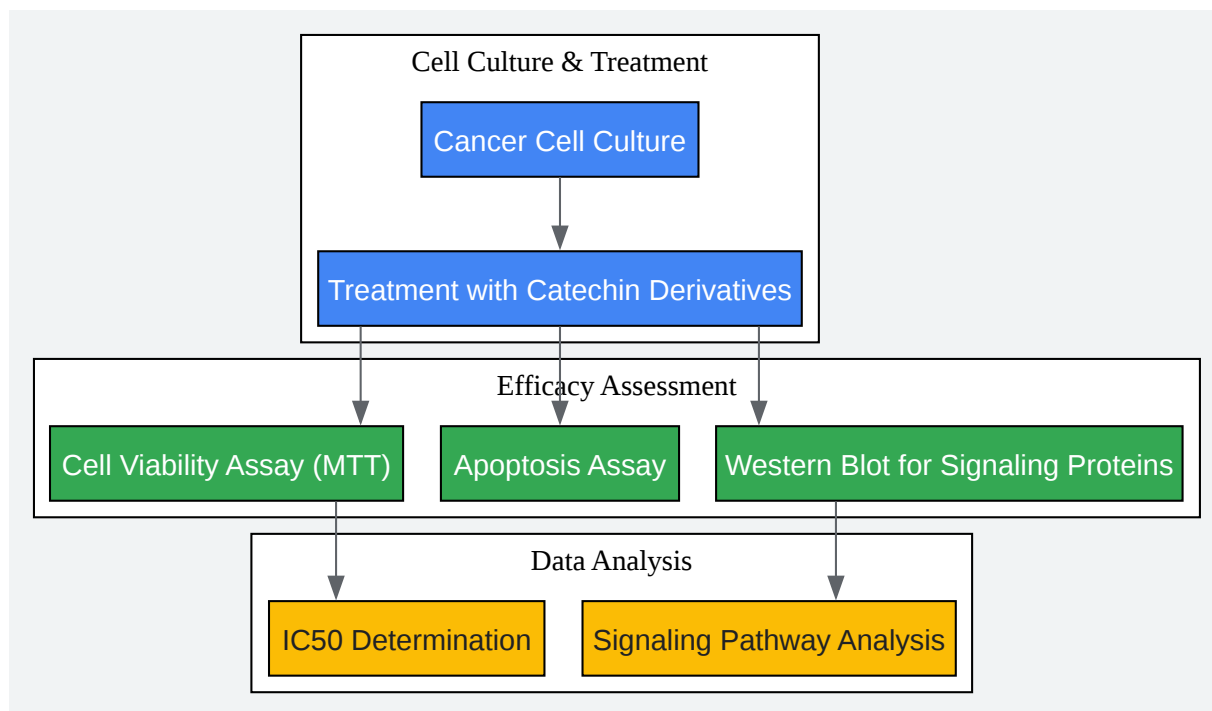 Cell Culture & Treatment
Cancer Cell Culture
Treatment with Catechin Derivatives
Efficacy Assessment
Cell Viability Assay (MTT)
Apoptosis Assay
Western Blot for Signaling Proteins
Data Analysis
IC50 Determination
Signaling Pathway Analysis